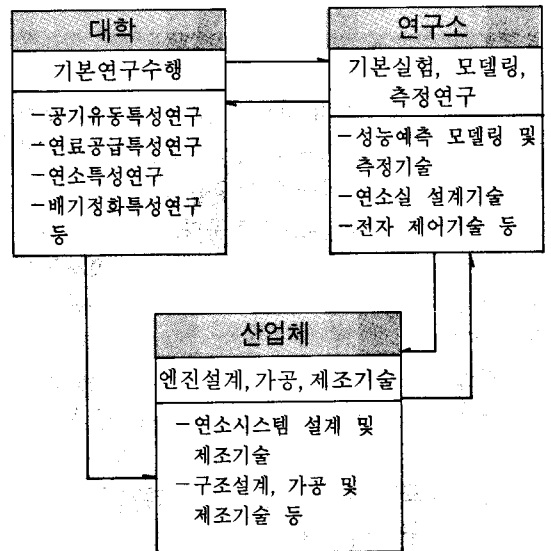 대학
기본연구수행
－공기유동특성연구
－연료공급특성연구
－연소특성연구
－배기정화특성연구
등
연구소
기본실험, 모델링,
측정연구
－성능예측 모델링 및
측정기술
－연소실 설계기술
－전자 제어기술 등
산업체
엔진설계, 가공, 제조기술
－연소시스템 설계 및
제조기술
－구조설계, 가공 및
제조기술 등